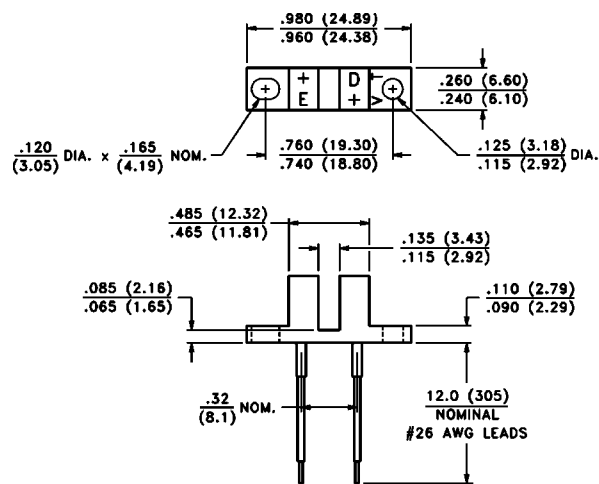 .980 (24.89)
.960 (24.38)
+ D T
E + V
.260 (6.60)
.240 (6.10)
.120
(3.05) DIA. x .165
(4.19) NOM.
.760 (19.30)
.740 (18.80)
.125 (3.18)
.115 (2.92) DIA.
.485 (12.32)
.465 (11.81)
.135 (3.43)
.115 (2.92)
.085 (2.16)
.065 (1.65)
.110 (2.79)
.090 (2.29)
.32
(8.1) NOM.
12.0 (305)
NOMINAL
#26 AWG LEADS